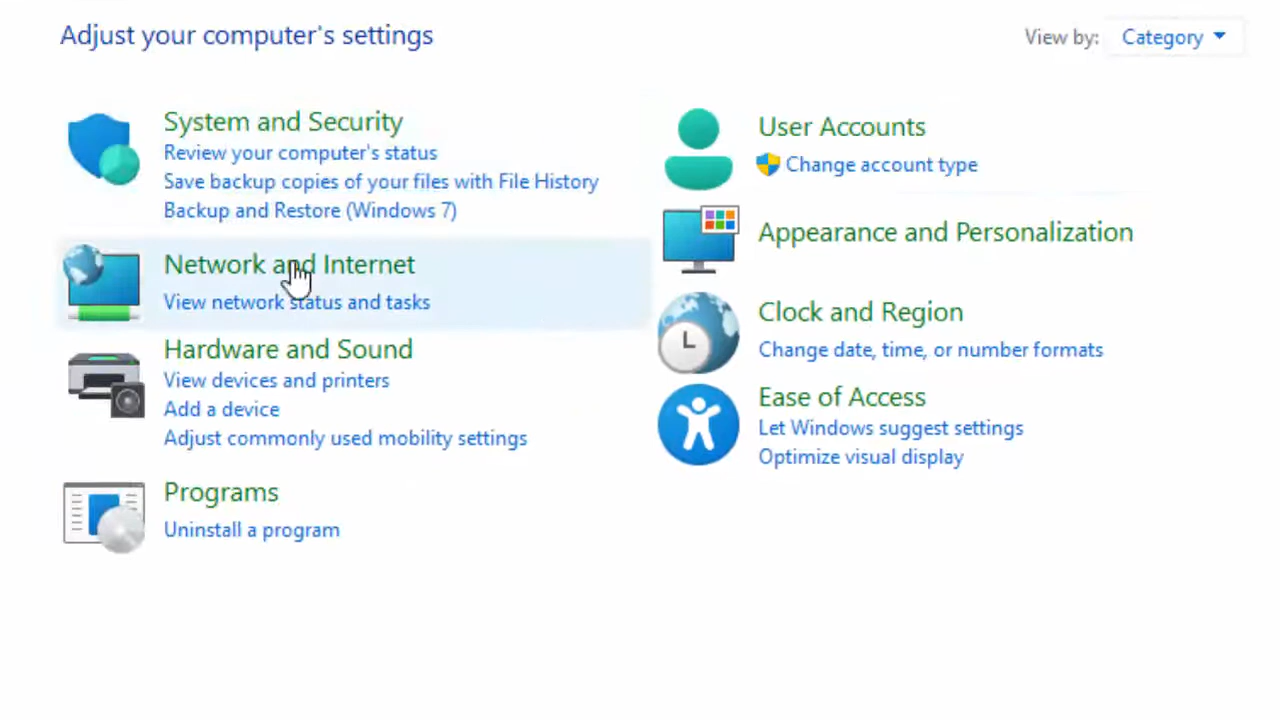 Adjust your computer's settings
View by: Category
System and Security
Review your computer's status
Save backup copies of your files with File History
Backup and Restore (Windows 7)
Network and Internet
View network status and tasks
Hardware and Sound
View devices and printers
Add a device
Adjust commonly used mobility settings
Programs
Uninstall a program
User Accounts
Change account type
Appearance and Personalization
Clock and Region
Change date, time, or number formats
Ease of Access
Let Windows suggest settings
Optimize visual display